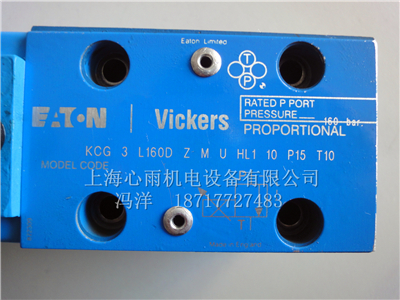 Eaton Limited
T
P
EATON
Vickers
RATED P PORT
PRESSURE 160 bar.
PROPORTIONAL
KCG 3 L160D Z M U HL1 10 P15 T10
MODEL CODE
上海心雨机电设备有限公司
冯洋 18717727483